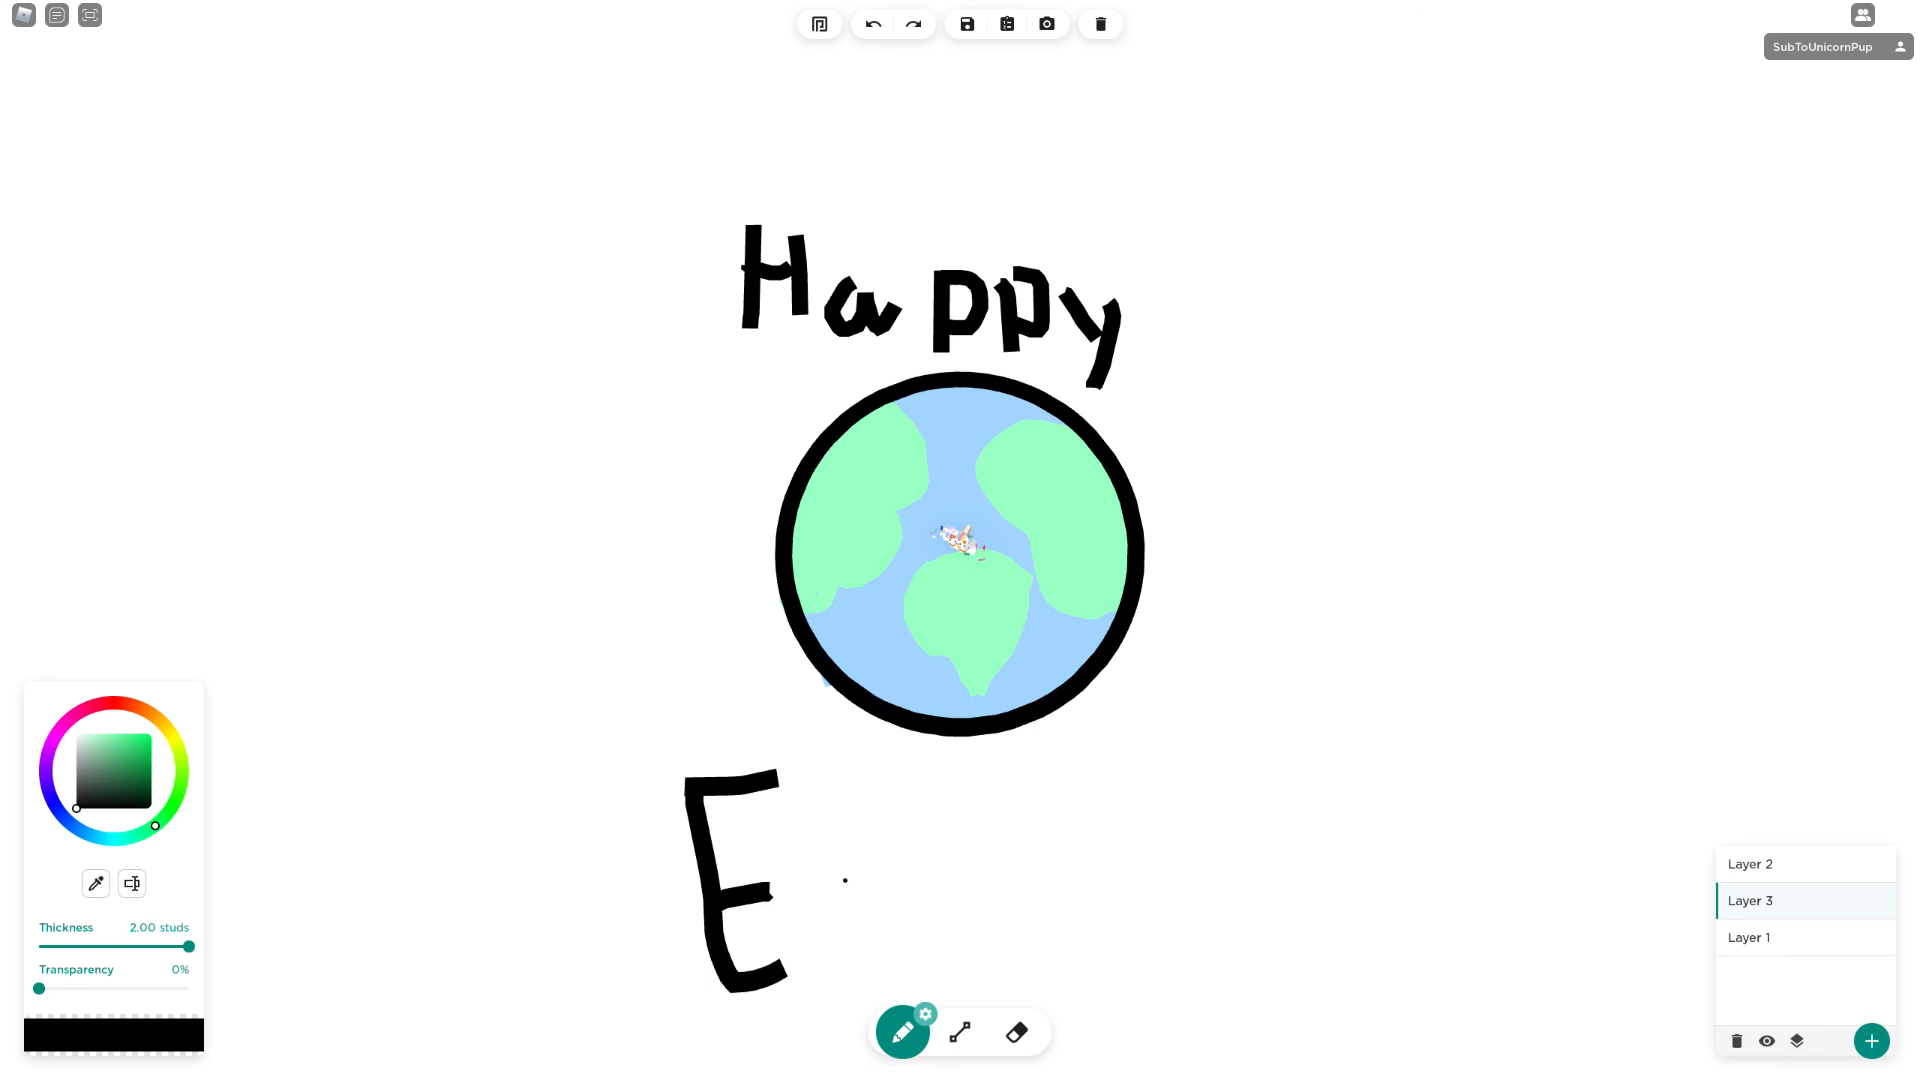 SubToUnicornPup
Happy
E
Thickness 2.00 studs
Transparency 0%
Layer 2
Layer 3
Layer 1